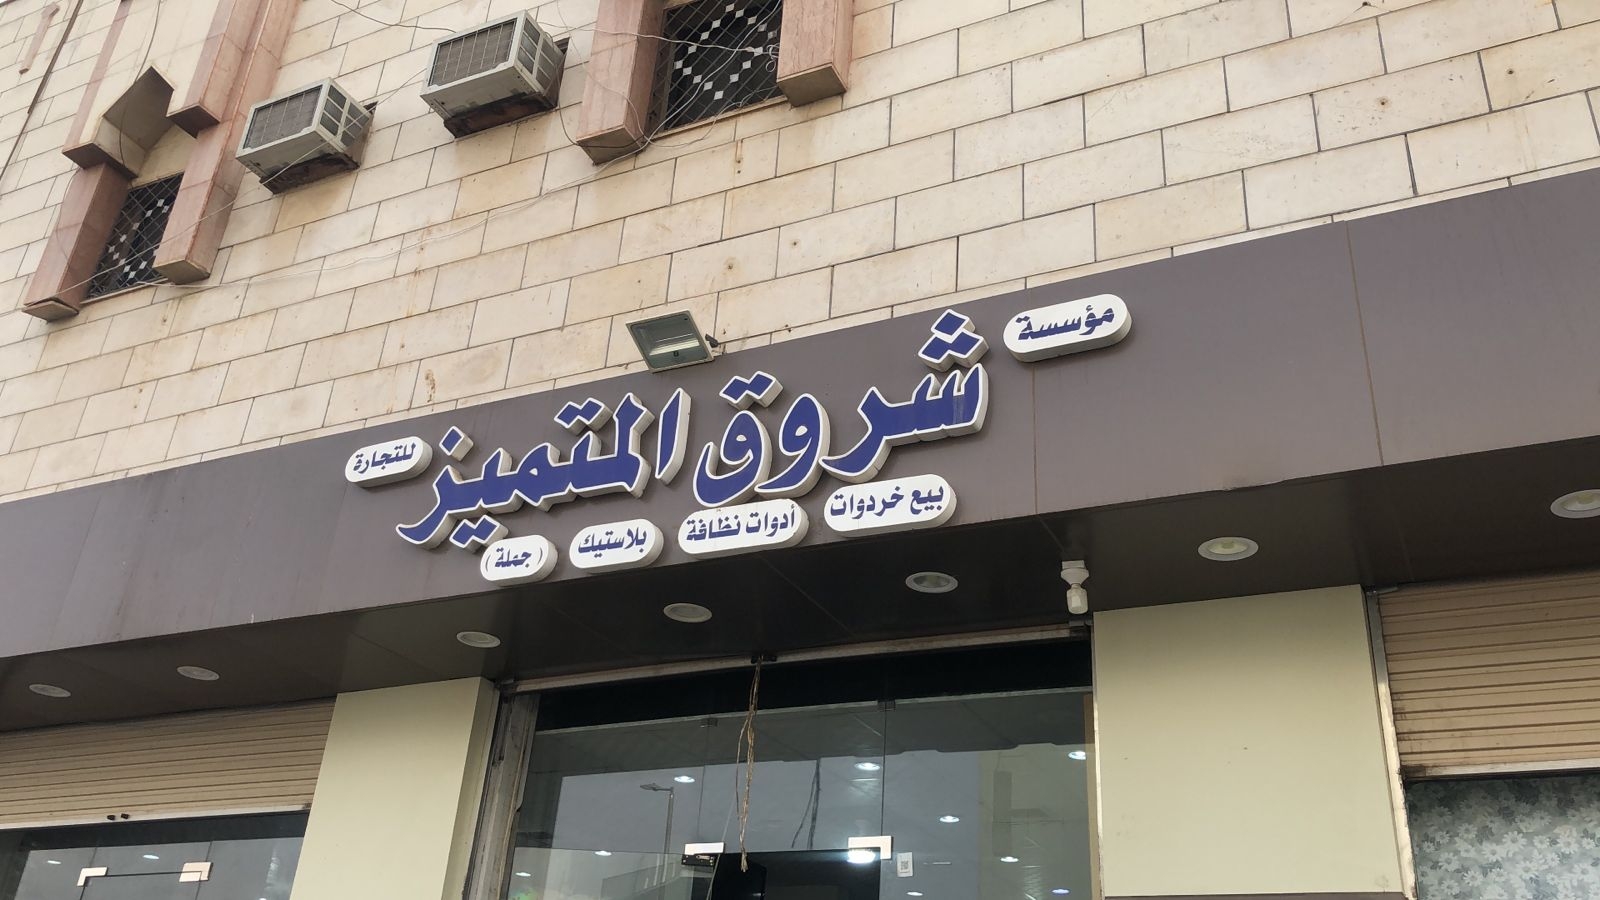 مؤسسة
شروق المتميز
للتجارة
بيع خردوات
أدوات نظافة
بلاستيك
(جملة)